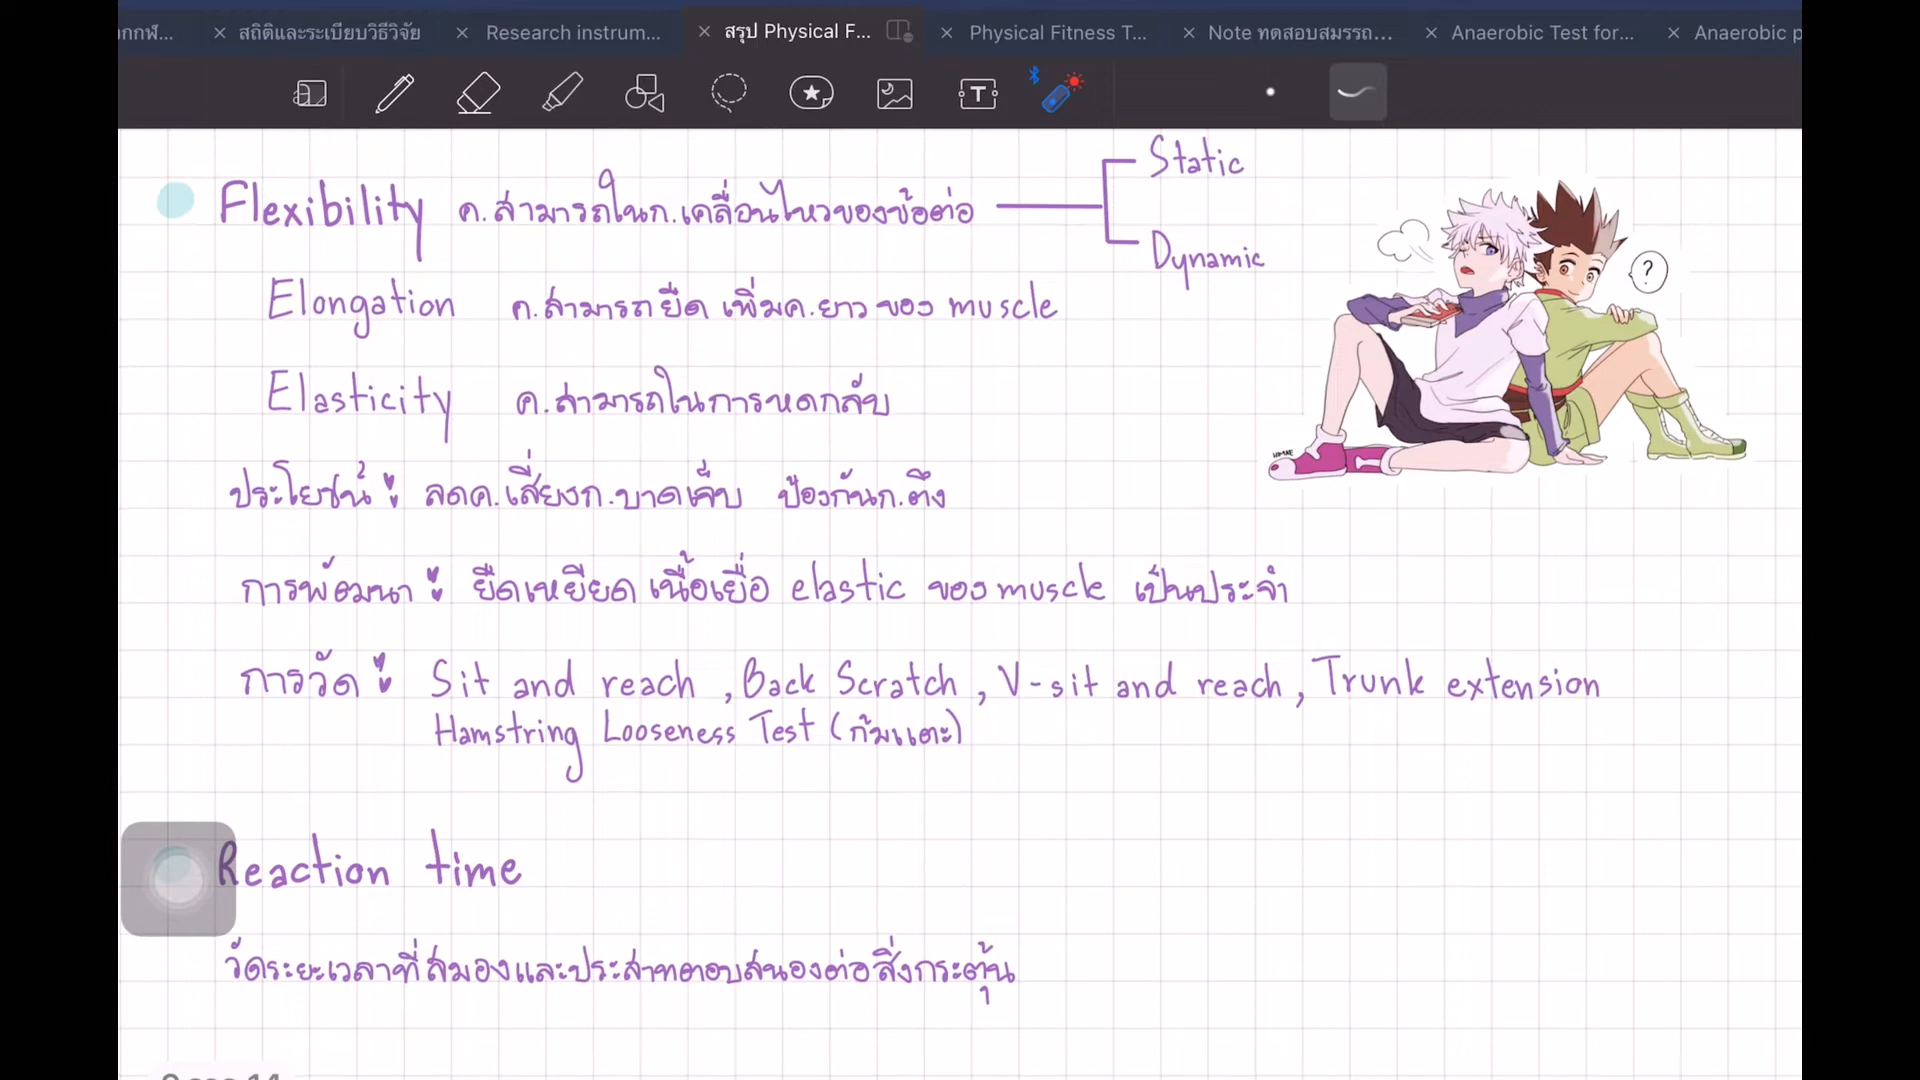 อกกฬ... × สถิติและระเบียบวิธีวิจัย × Research instrum... × สรุป Physical F... × Physical Fitness T... × Note ทดสอบสมรรถ... × Anaerobic Test for... × Anaerobic p
T
Static
Flexibility ค.สามารถในก.เคลื่อนไหวของข้อต่อ
Dynamic
?
Elongation ค.สามารถยืด เพิ่มค.ยาว ของ muscle
Elasticity ค.สามารถในการหดกลับ
ประโยชน์ : ลดค.เสี่ยงก.บาดเจ็บ ป้องกันก.ตึง
การพัฒนา : ยืดเหยียด เนื้อเยื่อ elastic ของ muscle เป็นประจำ
การวัด : Sit and reach , Back Scratch , V-sit and reach , Trunk extension
Hamstring Looseness Test (ก้มแตะ)
Reaction time
วัดระยะเวลาที่สมองและประสาทตอบสนองต่อสิ่งกระตุ้น